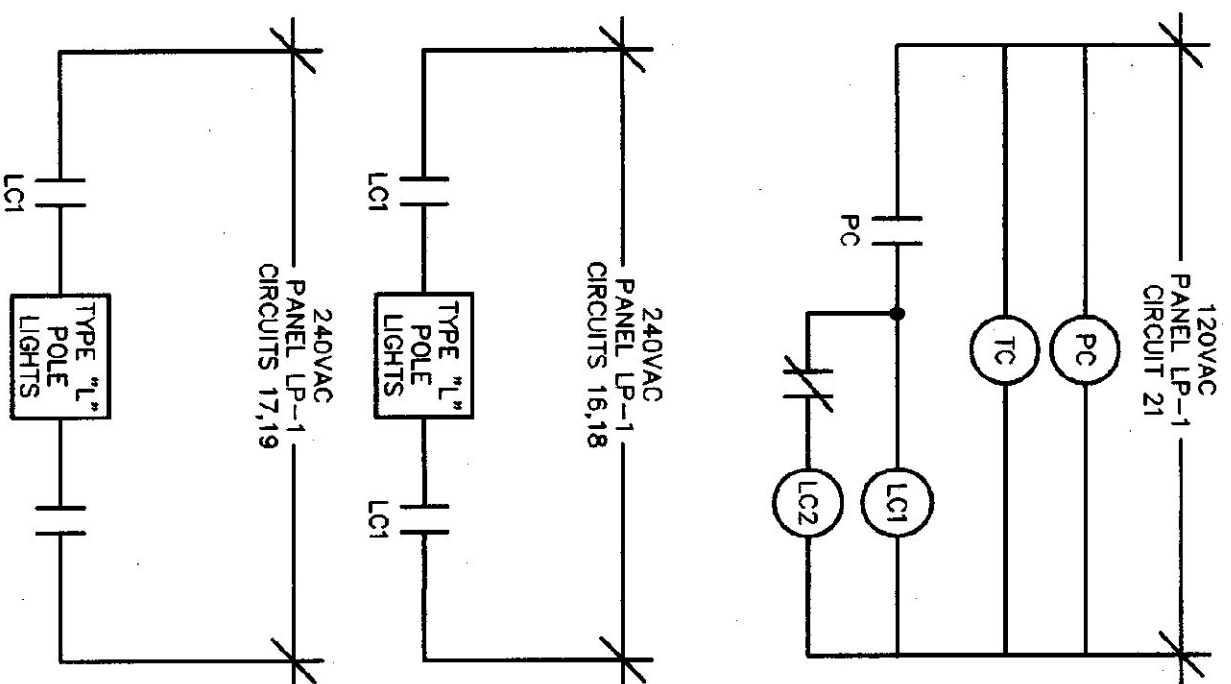 120VAC
PANEL LP-1
CIRCUIT 21
PC
TC
PC
LC1
LC2
240VAC
PANEL LP-1
CIRCUITS 16,18
LC1
TYPE "L"
POLE
LIGHTS
LC1
240VAC
PANEL LP-1
CIRCUITS 17,19
LC1
TYPE "L"
POLE
LIGHTS